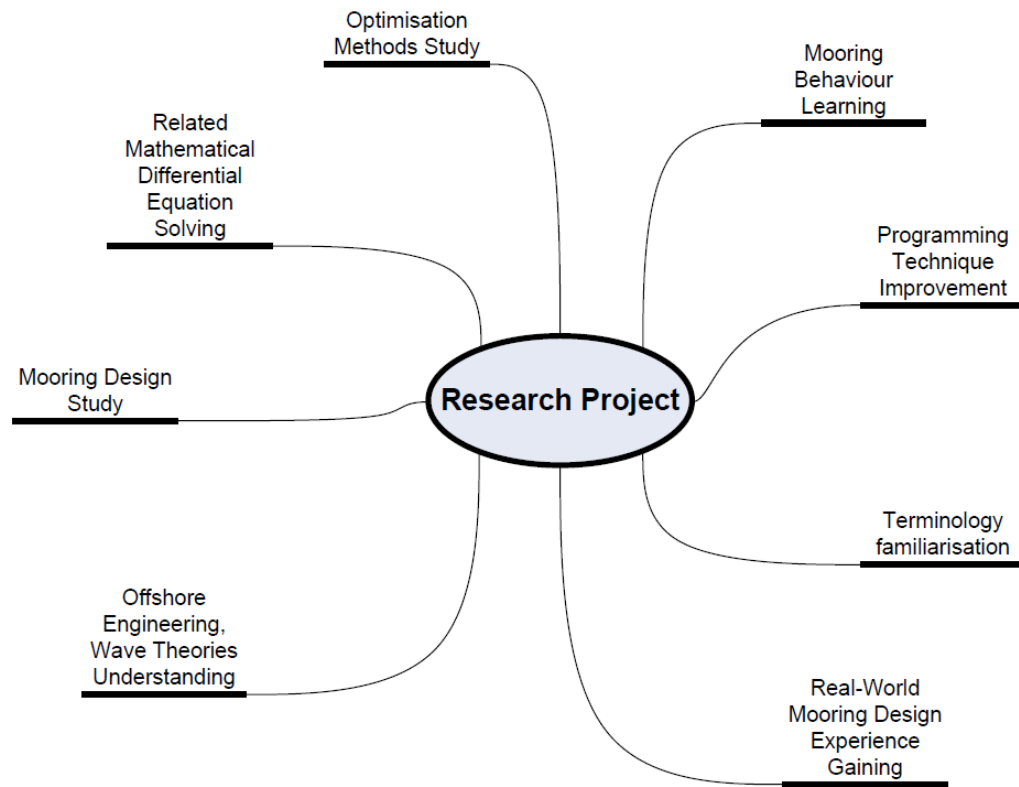 Optimisation
Methods Study
Mooring
Behaviour
Learning
Related
Mathematical
Differential
Equation
Solving
Programming
Technique
Improvement
Mooring Design
Study
Research Project
Terminology
familiarisation
Offshore
Engineering,
Wave Theories
Understanding
Real-World
Mooring Design
Experience
Gaining